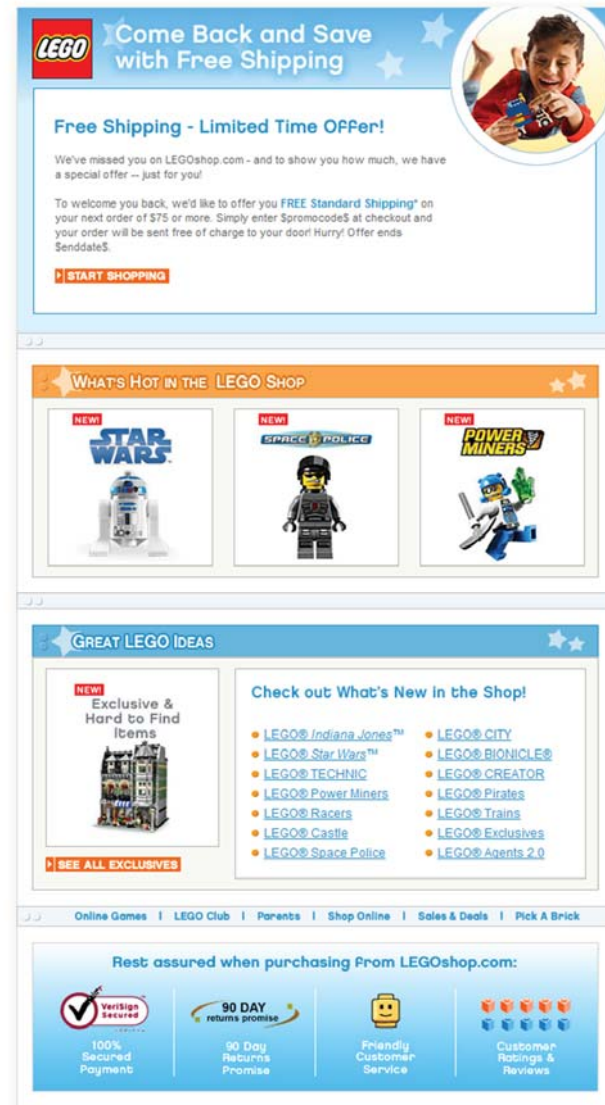 LEGO
Come Back and Save
with Free Shipping
Free Shipping - Limited Time Offer!
We've missed you on LEGOshop.com - and to show you how much, we have
a special offer -- just for you!
To welcome you back, we'd like to offer you FREE Standard Shipping* on
your next order of $75 or more. Simply enter $promocode$ at checkout and
your order will be sent free of charge to your door! Hurry! Offer ends
$enddate$.
START SHOPPING
WHAT'S HOT IN THE LEGO SHOP
NEW!
STAR
WARS
NEW!
SPACE POLICE
NEW!
POWER
MINERS
GREAT LEGO IDEAS
NEW!
Exclusive &
Hard to Find
Items
SEE ALL EXCLUSIVES
Check out What's New in the Shop!
LEGO® Indiana Jones™
LEGO® Star Wars™
LEGO® TECHNIC
LEGO® Power Miners
LEGO® Racers
LEGO® Castle
LEGO® Space Police
LEGO® CITY
LEGO® BIONICLE®
LEGO® CREATOR
LEGO® Pirates
LEGO® Trains
LEGO® Exclusives
LEGO® Agents 2.0
Online Games | LEGO Club | Parents | Shop Online | Sales & Deals | Pick A Brick
Rest assured when purchasing from LEGOshop.com:
VeriSign
Secured
100%
Secured
Payment
90 DAY
returns promise
90 Day
Returns
Promise
Friendly
Customer
Service
Customer
Ratings &
Reviews